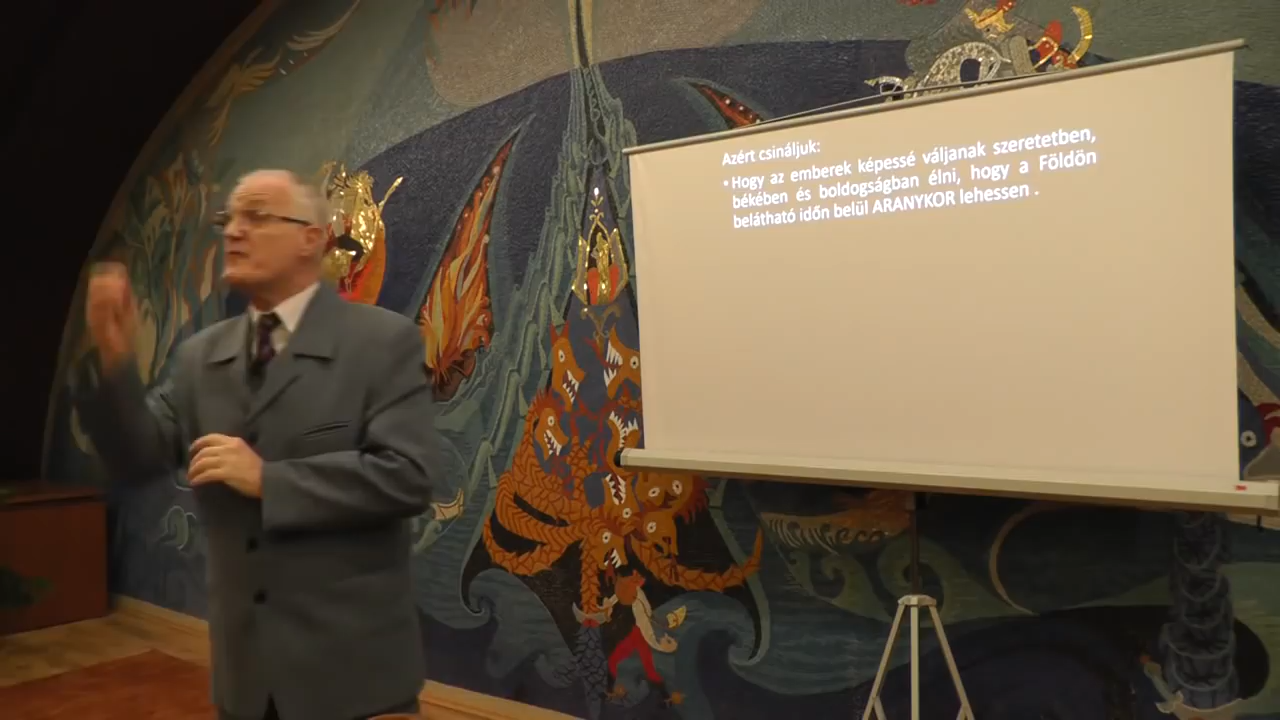 Azért csináljuk:
• Hogy az emberek képessé váljanak szeretetben,
békében és boldogságban élni, hogy a Földön
belátható időn belül ARANYKOR lehessen .